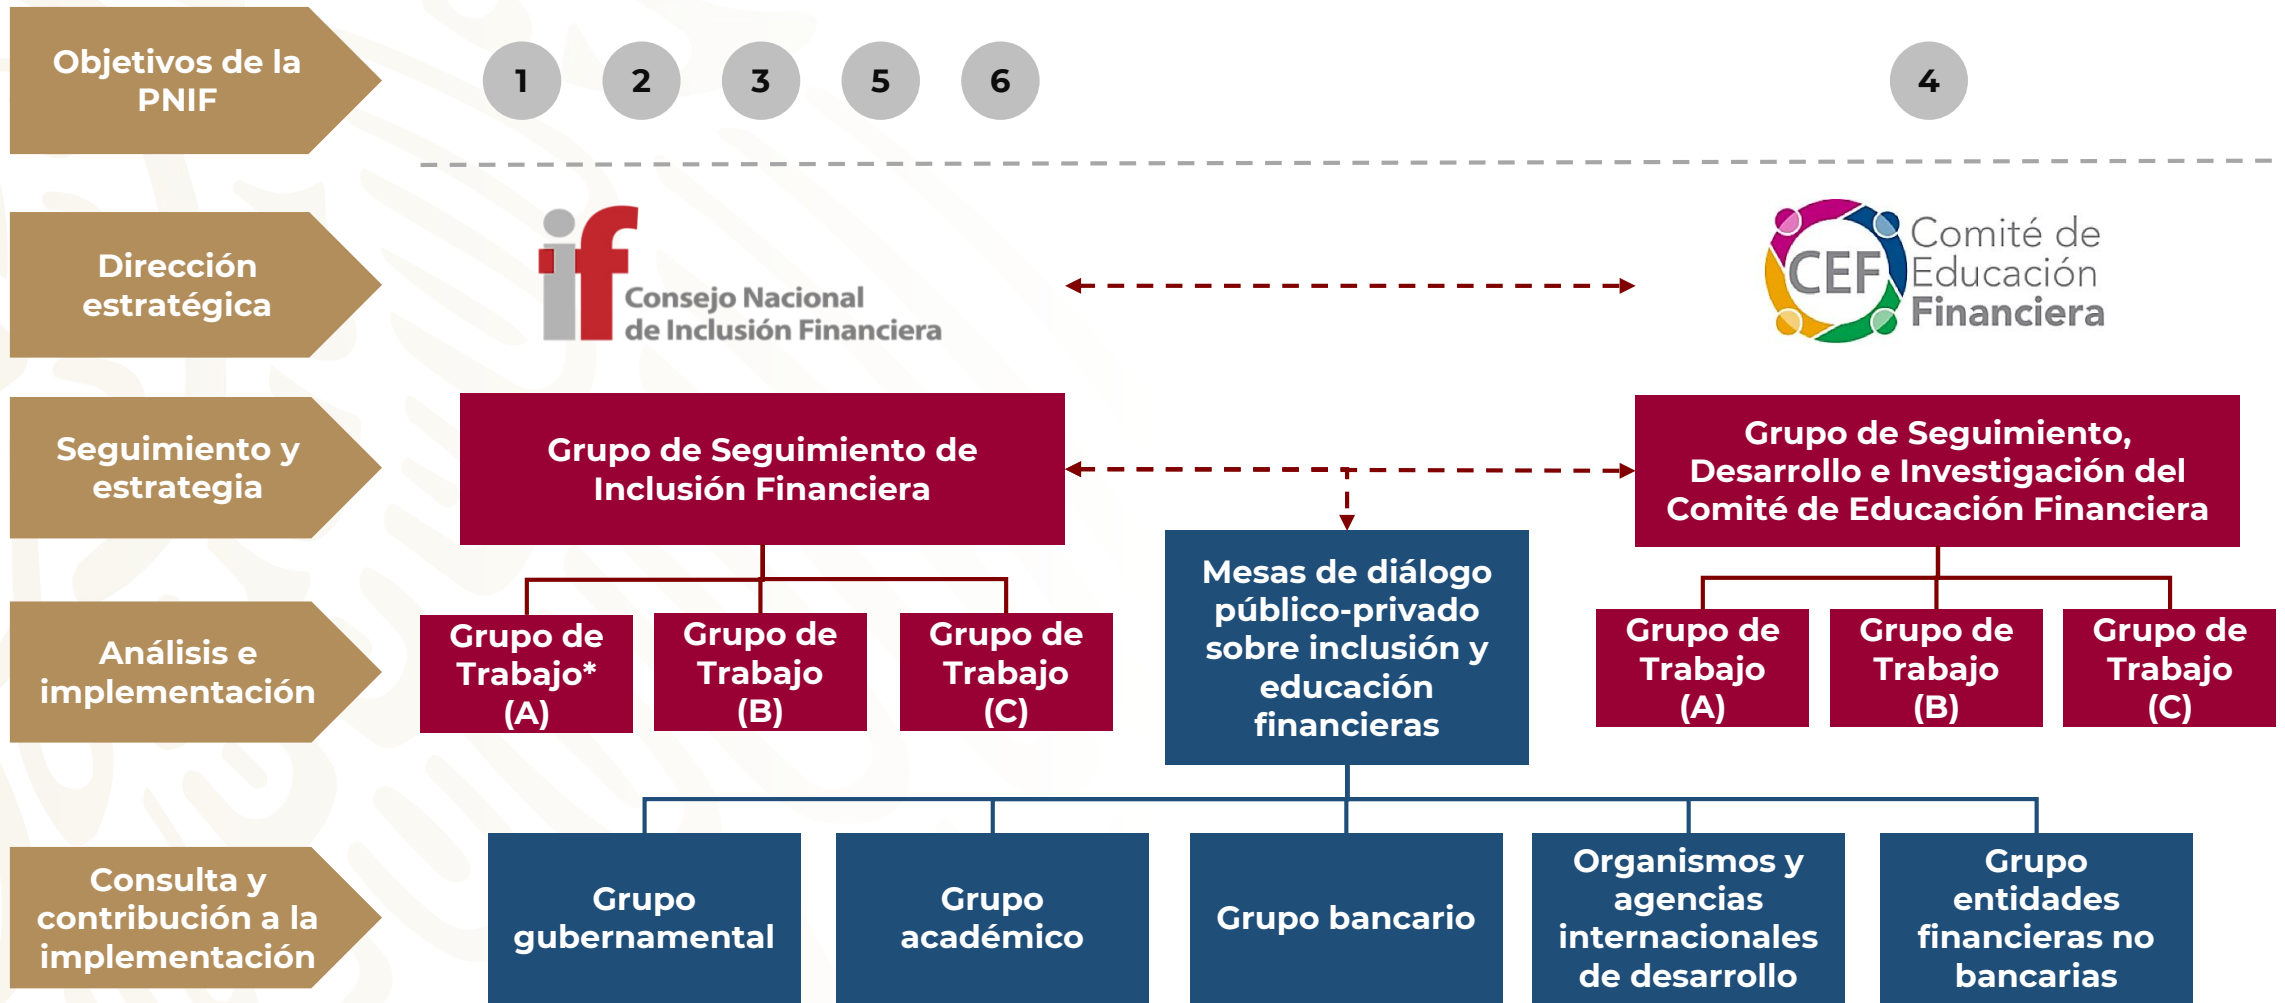 Objetivos de la
PNIF
1
2
3
5
6
4
Dirección
estratégica
if
Consejo Nacional
de Inclusión Financiera
CEF
Comité de
Educación
Financiera
Seguimiento y
estrategia
Grupo de Seguimiento de
Inclusión Financiera
Grupo de Seguimiento,
Desarrollo e Investigación del
Comité de Educación Financiera
Mesas de diálogo
público-privado
sobre inclusión y
educación
financieras
Análisis e
implementación
Grupo de
Trabajo*
(A)
Grupo de
Trabajo
(B)
Grupo de
Trabajo
(C)
Grupo de
Trabajo
(A)
Grupo de
Trabajo
(B)
Grupo de
Trabajo
(C)
Consulta y
contribución a la
implementación
Grupo
gubernamental
Grupo
académico
Grupo bancario
Organismos y
agencias
internacionales
de desarrollo
Grupo
entidades
financieras no
bancarias